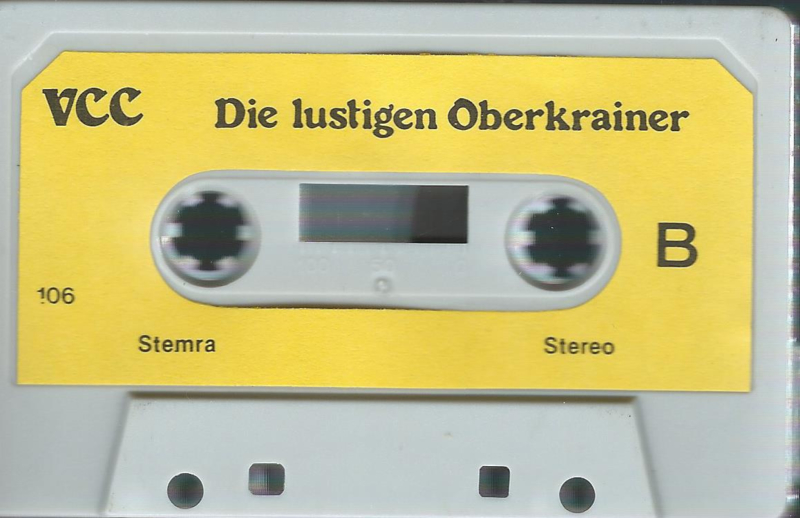 VCC
Die lustigen Oberkrainer
B
106
Stemra
Stereo